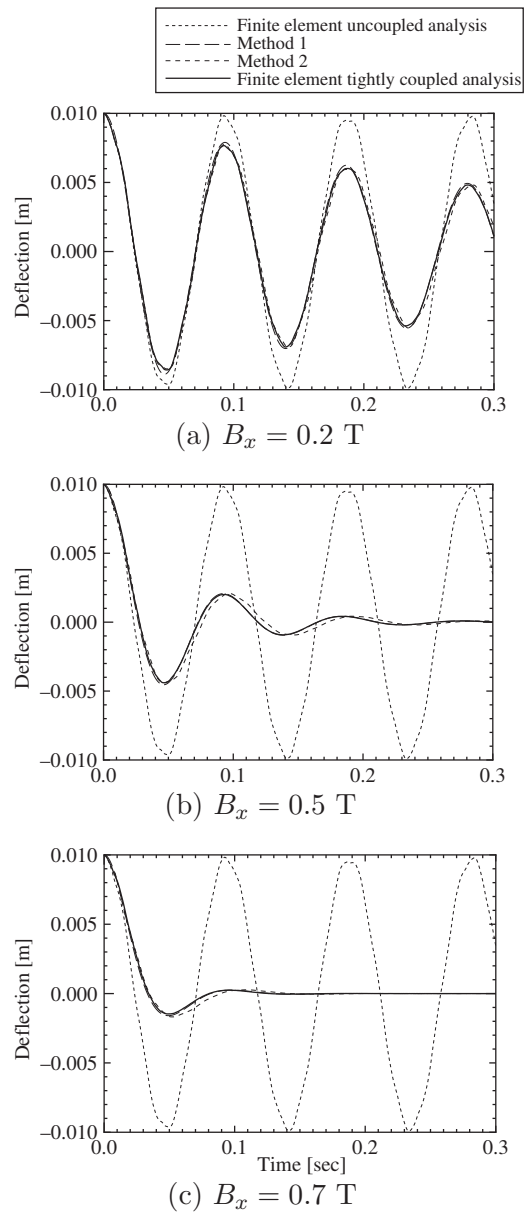 Finite element uncoupled analysis
Method 1
Method 2
Finite element tightly coupled analysis
0.010
0.005
0.000
−0.005
−0.010
Deflection [m]
0.0 0.1 0.2 0.3
(a) Bₓ = 0.2 T
0.010
0.005
0.000
−0.005
−0.010
Deflection [m]
0.0 0.1 0.2 0.3
(b) Bₓ = 0.5 T
0.010
0.005
0.000
−0.005
−0.010
Deflection [m]
0.0 0.1 0.2 0.3
Time [sec]
(c) Bₓ = 0.7 T